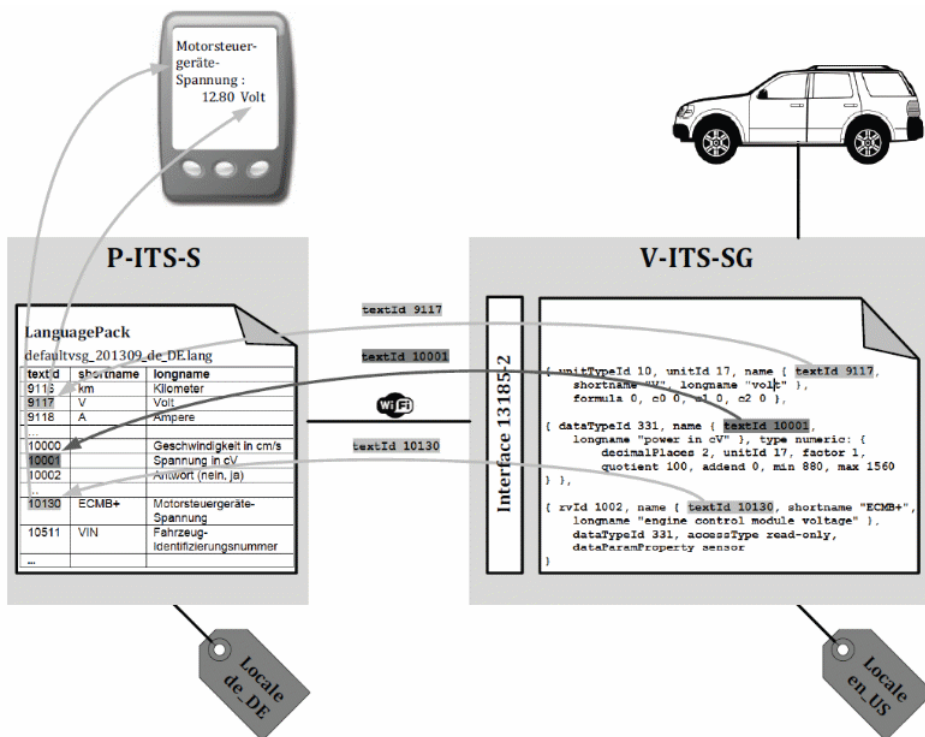 Motorsteuer-
geräte-
Spannung :
12.80 Volt
P-ITS-S
LanguagePack
defaultvsg_201309_de_DE.lang
textId shortname longname
9116 km Kilometer
9117 V Volt
9118 A Ampere
...
10000 Geschwindigkeit in cm/s
10001 Spannung in cV
10002 Antwort (nein, ja)
...
10130 ECMB+ Motorsteuergeräte-
Spannung
10511 VIN Fahrzeug-
Identifizierungsnummer
...
textId 9117
textId 10001
WiFi
textId 10130
V-ITS-SG
Interface 13185-2
{ unitTypeId 10, unitId 17, name { textId 9117,
shortname "V", longname "volt" },
formula 0, c0 0, c1 0, c2 0 },
{ dataTypeId 331, name { textId 10001,
longname "power in cV" }, type numeric: {
decimalPlaces 2, unitId 17, factor 1,
quotient 100, addend 0, min 880, max 1560
} },
{ rvId 1002, name { textId 10130, shortname "ECMB+",
longname "engine control module voltage" },
dataTypeId 331, accessType read-only,
dataParamProperty sensor
}
Locale
de_DE
Locale
en_US